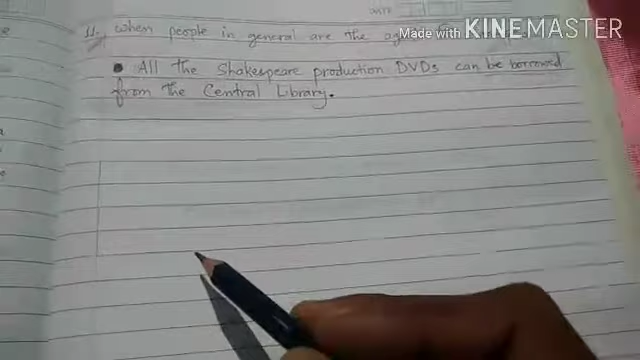 Made with KINEMASTER
11. When people in general are the
• All the Shakespeare production DVDs can be borrowed
from the Central Library.